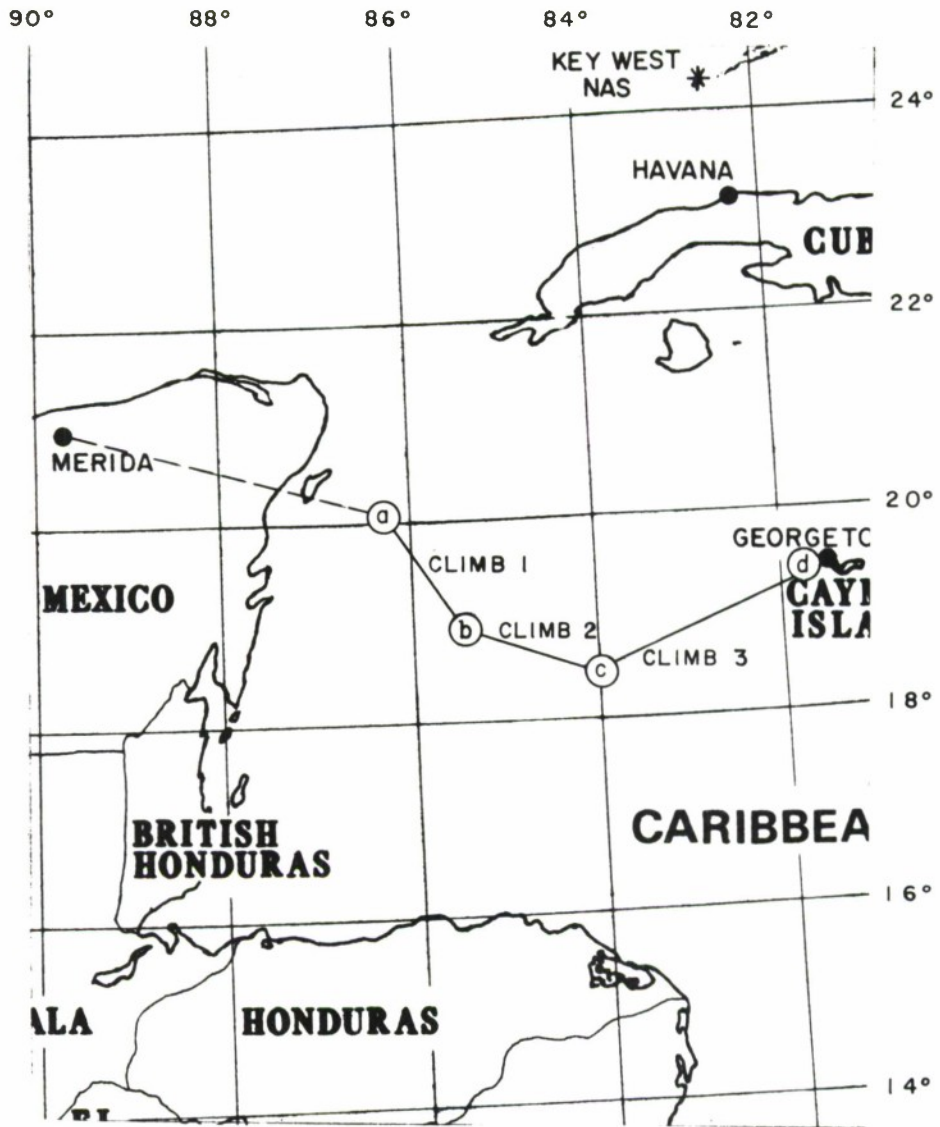 90° 88° 86° 84° 82°
KEY WEST
NAS
24°
HAVANA
CUB
22°
MERIDA
20°
a
GEORGETC
d
CLIMB 1
MEXICO
CAYI
ISLA
b
CLIMB 2
c
CLIMB 3
18°
CARIBBEA
BRITISH
HONDURAS
16°
ALA
HONDURAS
14°